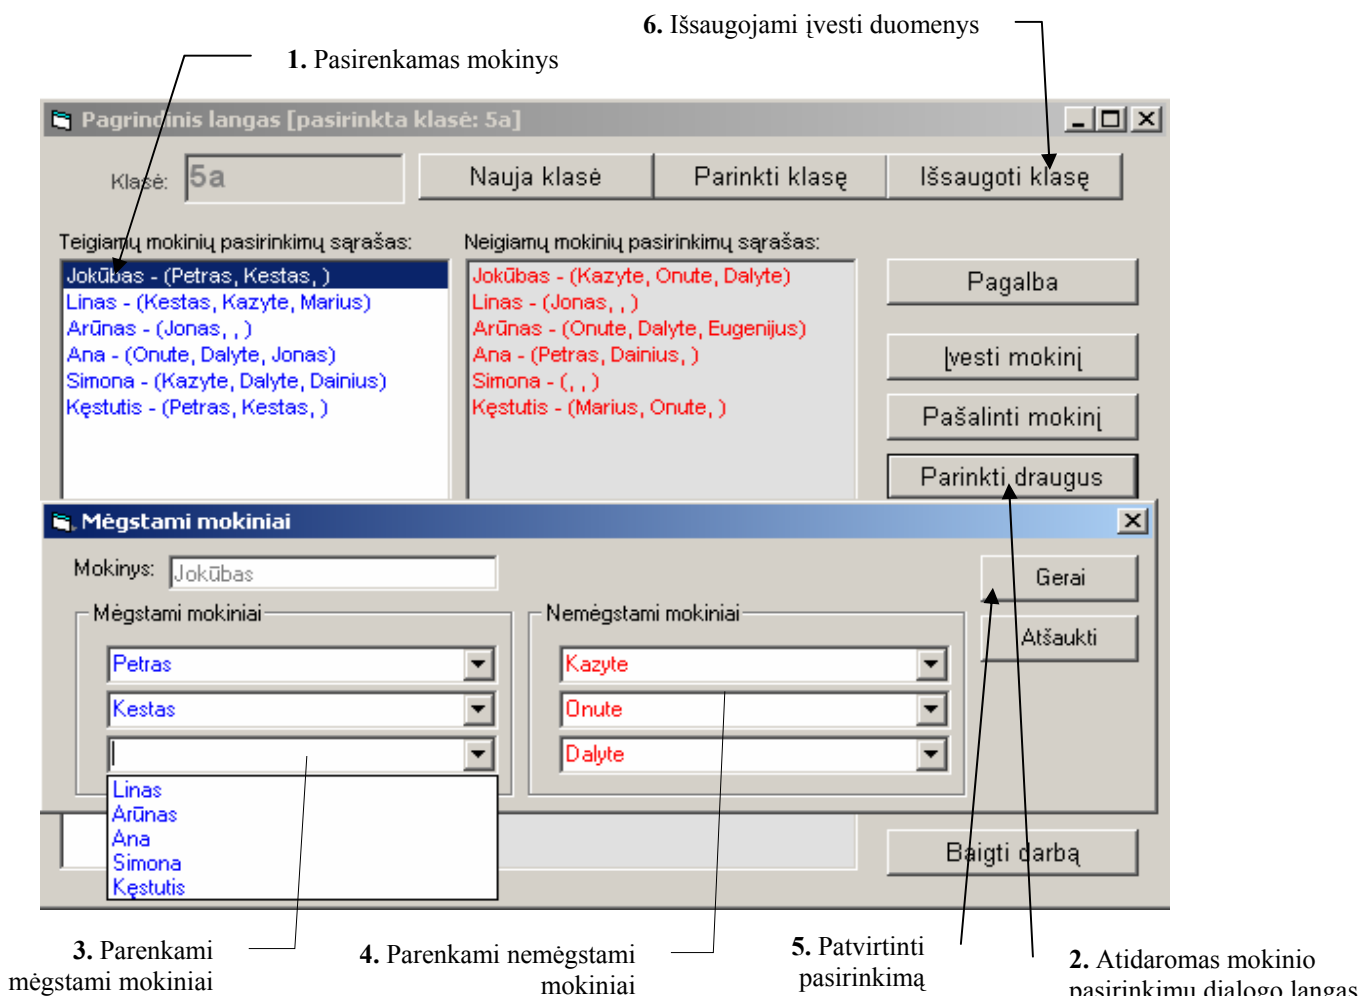 6. Išsaugojami įvesti duomenys
1. Pasirenkamas mokinys
Pagrindinis langas [pasirinkta klasė: 5a]
Klasė: 5a
Nauja klasė
Parinkti klasę
Išsaugoti klasę
Teigiamų mokinių pasirinkimų sąrašas:
Neigiamų mokinių pasirinkimų sąrašas:
Jokūbas - (Petras, Kestas, )
Linas - (Kestas, Kazyte, Marius)
Arūnas - (Jonas, , )
Ana - (Onute, Dalyte, Jonas)
Simona - (Kazyte, Dalyte, Dainius)
Kęstutis - (Petras, Kestas, )
Jokūbas - (Kazyte, Onute, Dalyte)
Linas - (Jonas, , )
Arūnas - (Onute, Dalyte, Eugenijus)
Ana - (Petras, Dainius, )
Simona - (, , )
Kęstutis - (Marius, Onute, )
Pagalba
Įvesti mokinį
Pašalinti mokinį
Parinkti draugus
Mėgstami mokiniai
Mokinys: Jokūbas
Gerai
Atšaukti
Mėgstami mokiniai
Petras
Kestas
Linas
Arūnas
Ana
Simona
Kęstutis
Nemėgstami mokiniai
Kazyte
Onute
Dalyte
Baigti darbą
3. Parenkami
mėgstami mokiniai
4. Parenkami nemėgstami
mokiniai
5. Patvirtinti
pasirinkimą
2. Atidaromas mokinio
pasirinkimų dialogo langas